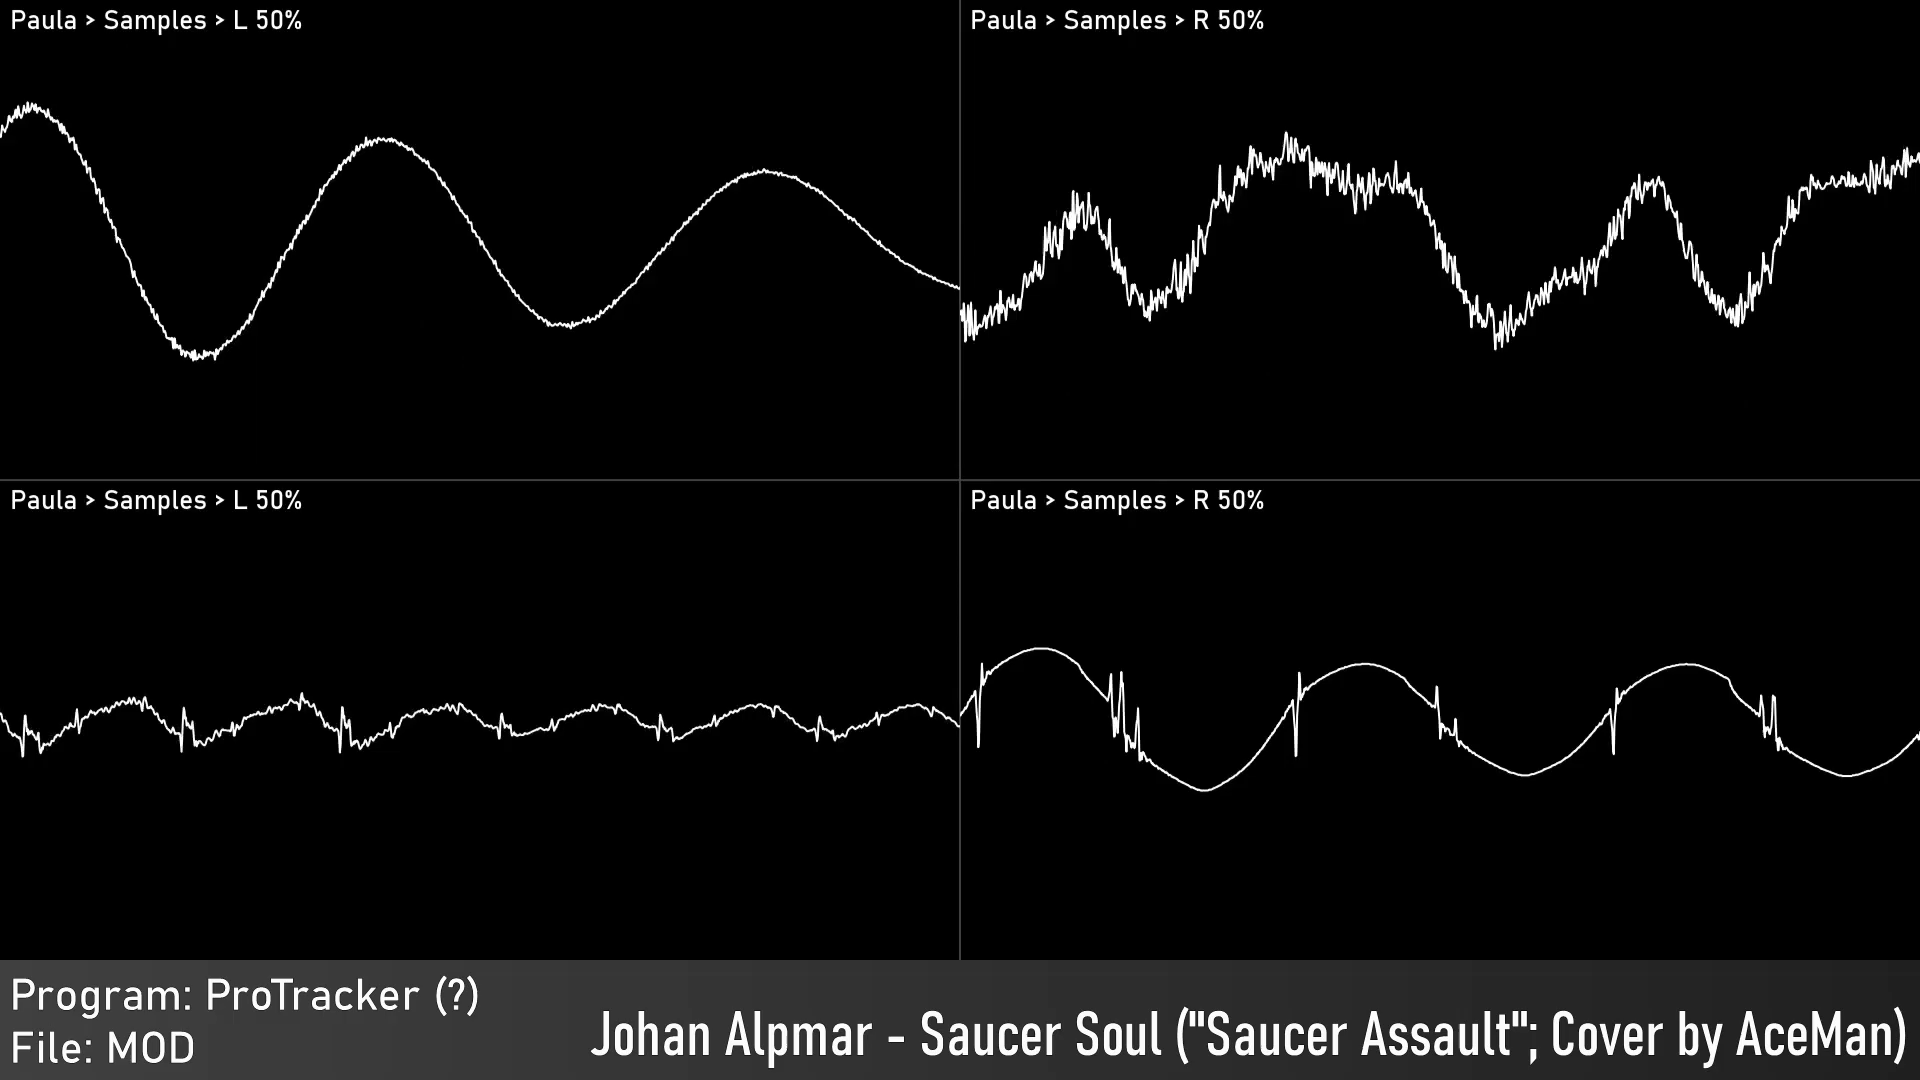 Paula > Samples > L 50%
Paula > Samples > R 50%
Paula > Samples > L 50%
Paula > Samples > R 50%
Program: ProTracker (?)
File: MOD
Johan Alpmar - Saucer Soul ("Saucer Assault"; Cover by AceMan)